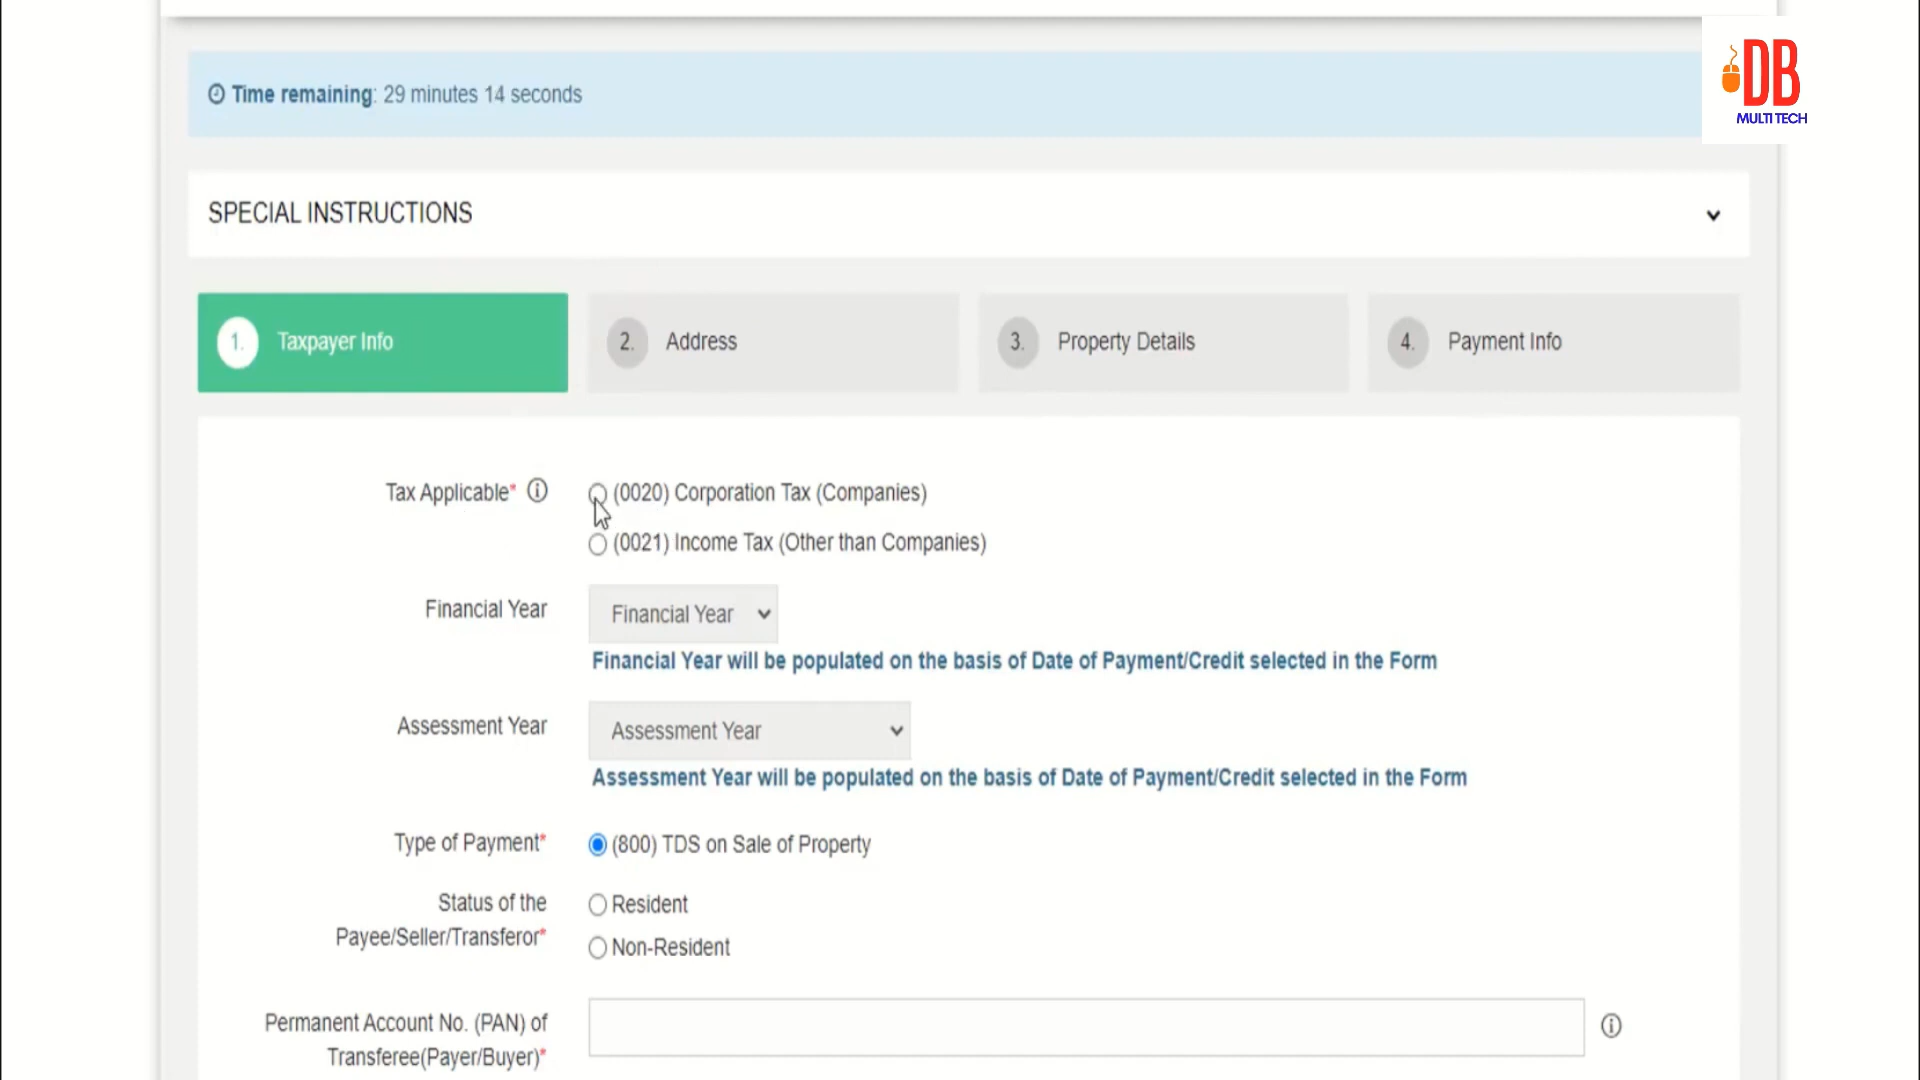 DB
MULTI TECH
Time remaining: 29 minutes 14 seconds
SPECIAL INSTRUCTIONS
1. Taxpayer Info
2. Address
3. Property Details
4. Payment Info
Tax Applicable* (0020) Corporation Tax (Companies)
(0021) Income Tax (Other than Companies)
Financial Year Financial Year
Financial Year will be populated on the basis of Date of Payment/Credit selected in the Form
Assessment Year Assessment Year
Assessment Year will be populated on the basis of Date of Payment/Credit selected in the Form
Type of Payment* (800) TDS on Sale of Property
Status of the
Payee/Seller/Transferor*
Resident
Non-Resident
Permanent Account No. (PAN) of
Transferee(Payer/Buyer)*